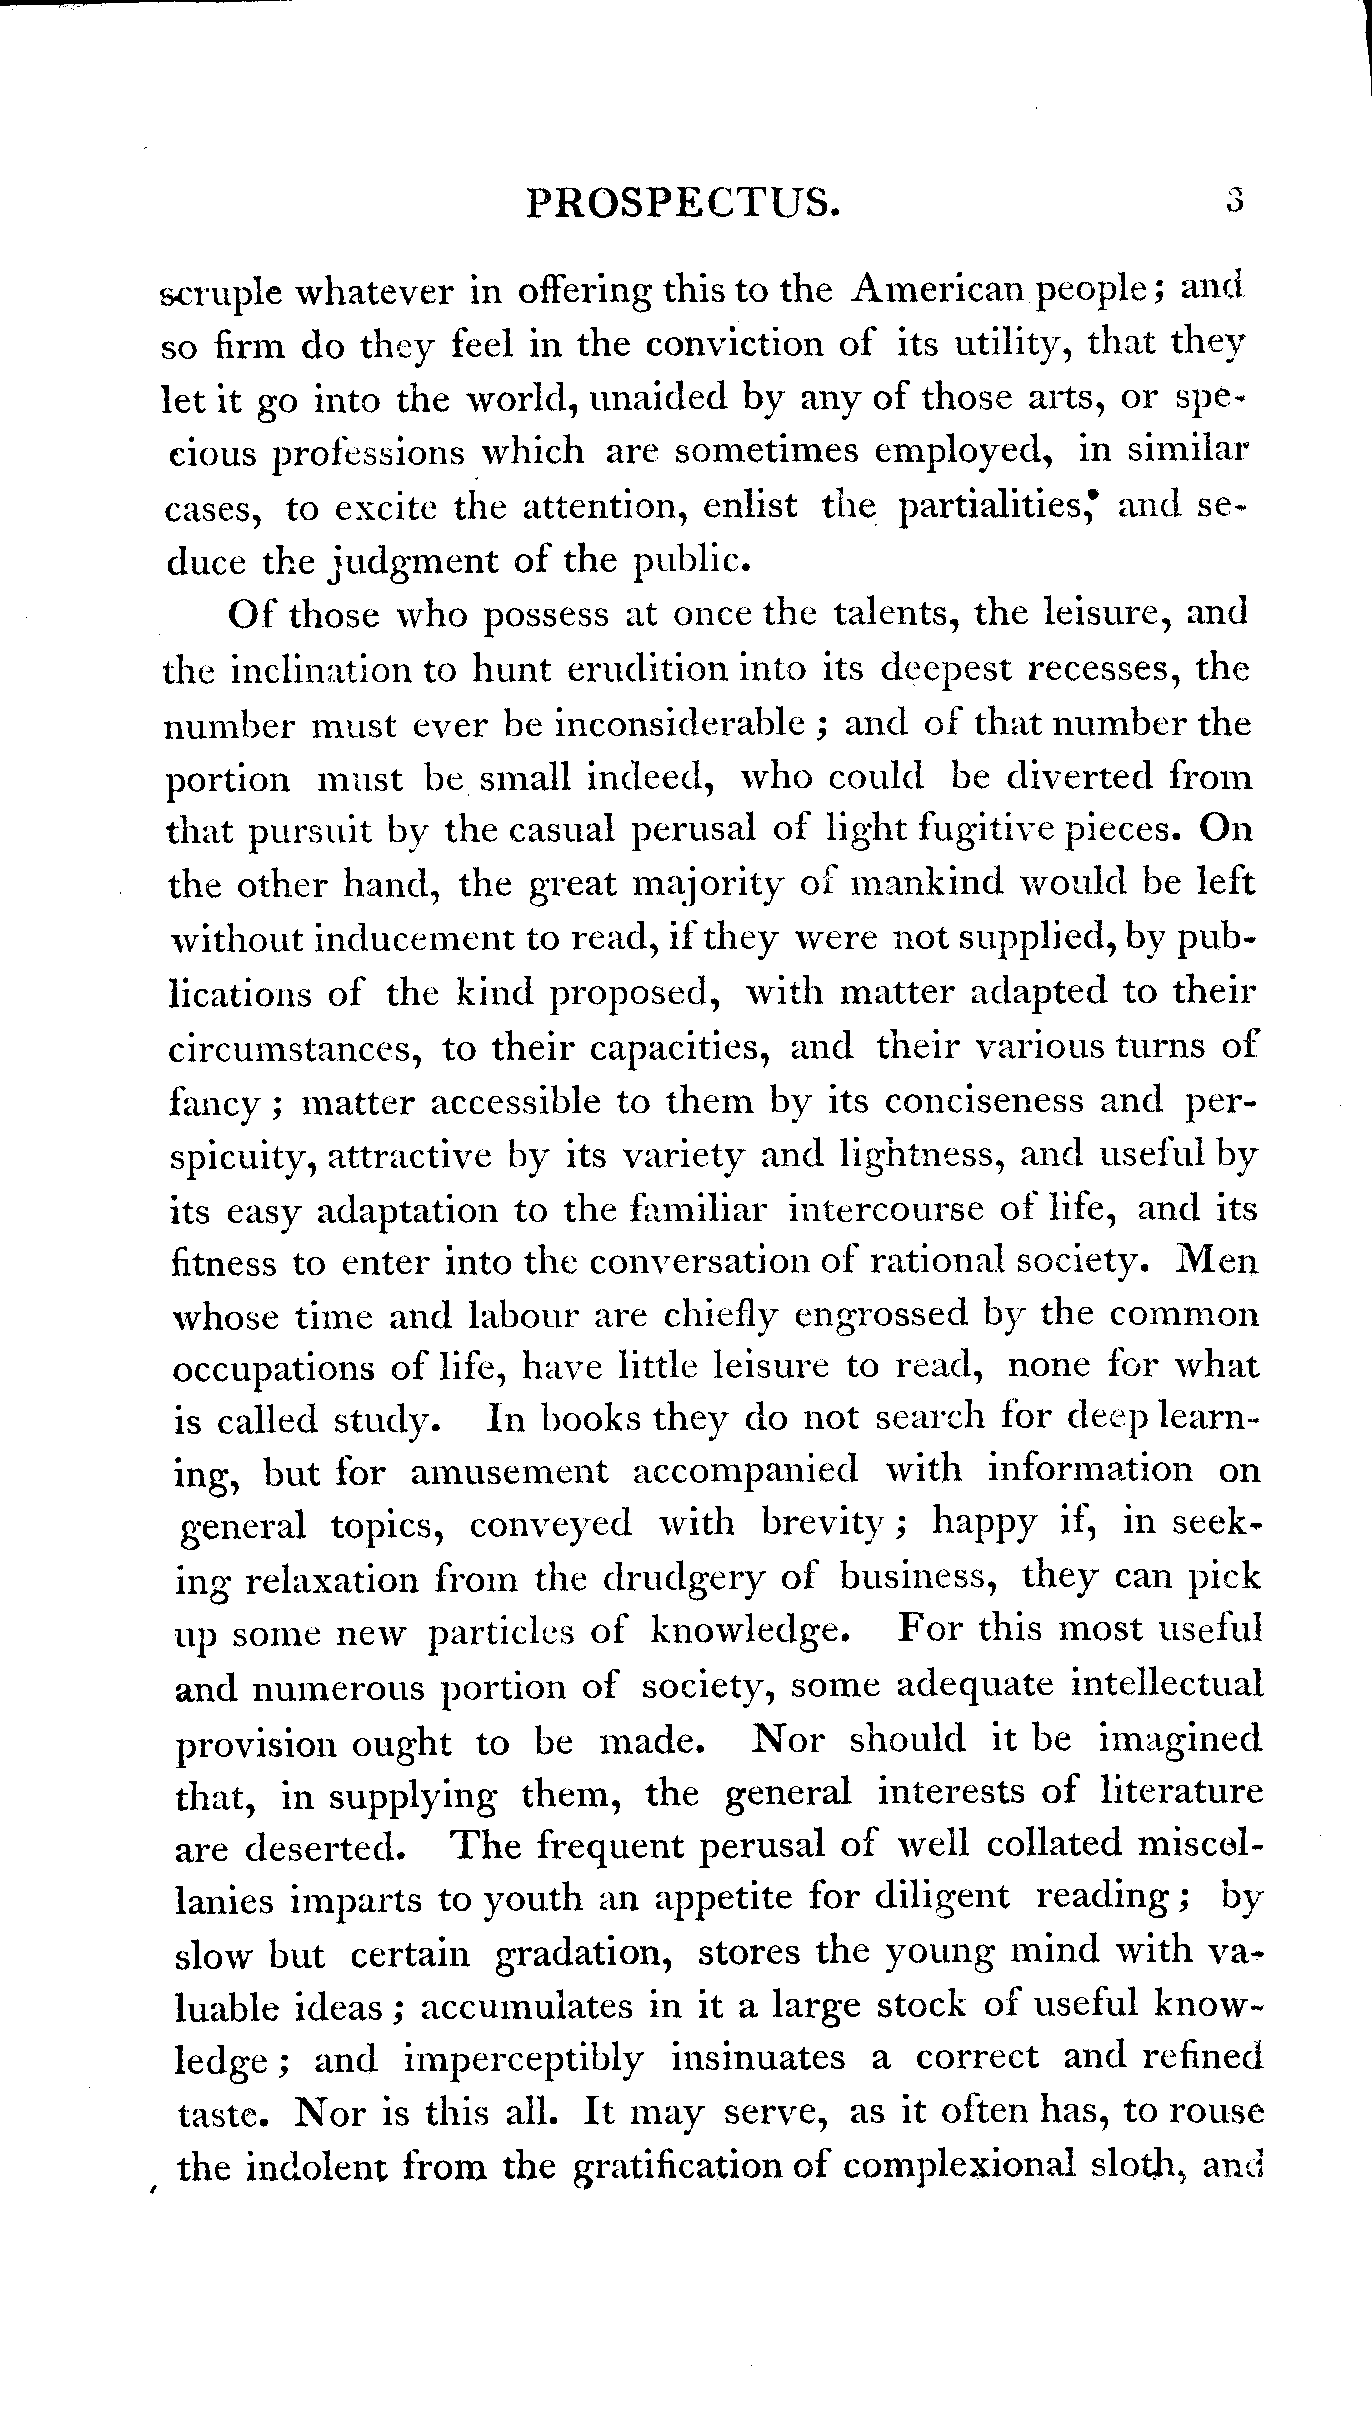 PROSPECTUS. 3
scruple whatever in offering this to the American people; and
so firm do they feel in the conviction of its utility, that they
let it go into the world, unaided by any of those arts, or spe-
cious professions which are sometimes employed, in similar
cases, to excite the attention, enlist the partialities, and se-
duce the judgment of the public.
Of those who possess at once the talents, the leisure, and
the inclination to hunt erudition into its deepest recesses, the
number must ever be inconsiderable; and of that number the
portion must be small indeed, who could be diverted from
that pursuit by the casual perusal of light fugitive pieces. On
the other hand, the great majority of mankind would be left
without inducement to read, if they were not supplied, by pub-
lications of the kind proposed, with matter adapted to their
circumstances, to their capacities, and their various turns of
fancy; matter accessible to them by its conciseness and per-
spicuity, attractive by its variety and lightness, and useful by
its easy adaptation to the familiar intercourse of life, and its
fitness to enter into the conversation of rational society. Men
whose time and labour are chiefly engrossed by the common
occupations of life, have little leisure to read, none for what
is called study. In books they do not search for deep learn-
ing, but for amusement accompanied with information on
general topics, conveyed with brevity; happy if, in seek-
ing relaxation from the drudgery of business, they can pick
up some new particles of knowledge. For this most useful
and numerous portion of society, some adequate intellectual
provision ought to be made. Nor should it be imagined
that, in supplying them, the general interests of literature
are deserted. The frequent perusal of well collated miscel-
lanies imparts to youth an appetite for diligent reading; by
slow but certain gradation, stores the young mind with va-
luable ideas; accumulates in it a large stock of useful know-
ledge; and imperceptibly insinuates a correct and refined
taste. Nor is this all. It may serve, as it often has, to rouse
the indolent from the gratification of complexional sloth, and